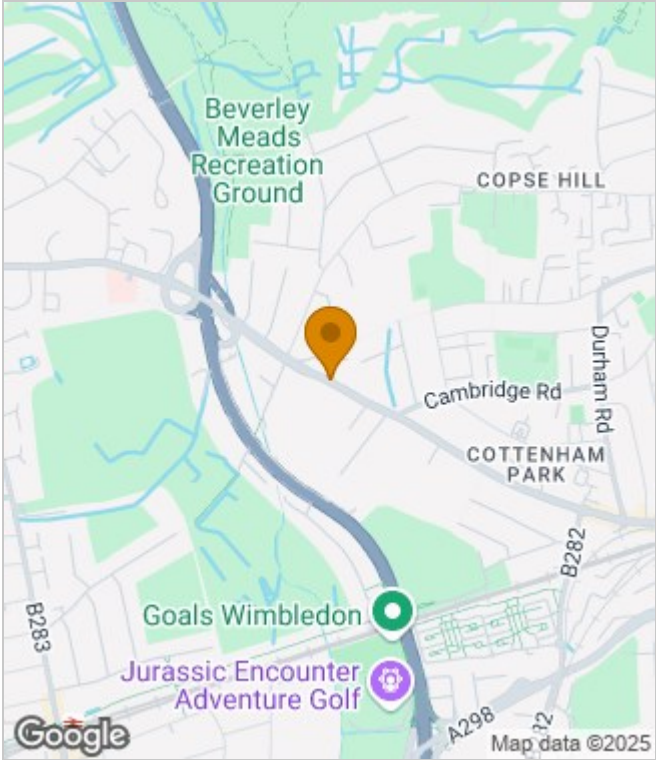 Beverley
Meads
Recreation
Ground
COPSE HILL
Durham Rd
Cambridge Rd
COTTENHAM
PARK
B282
B283
Goals Wimbledon
Jurassic Encounter
Adventure Golf
A298
Google
Map data ©2025